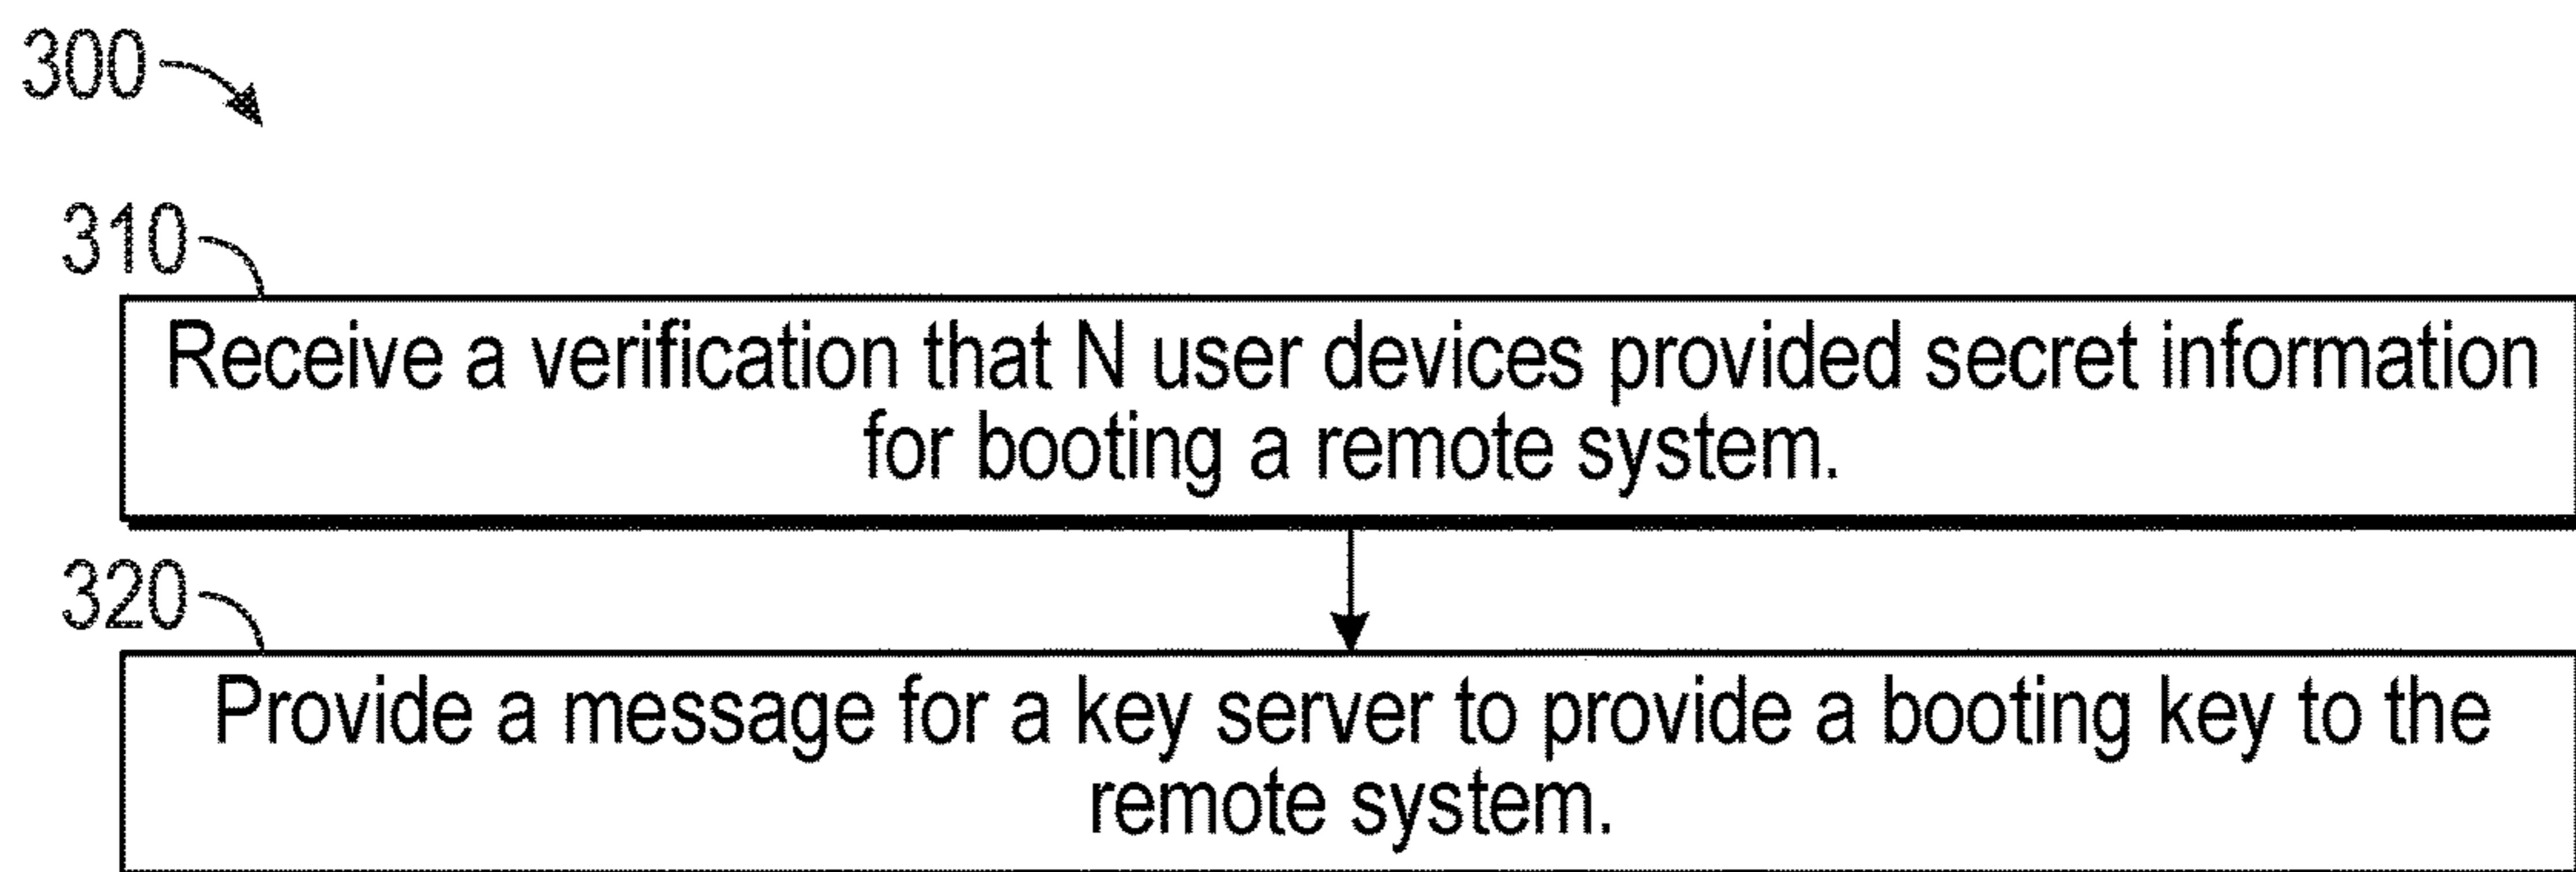 300
310
Receive a verification that N user devices provided secret information
for booting a remote system.
320
Provide a message for a key server to provide a booting key to the
remote system.